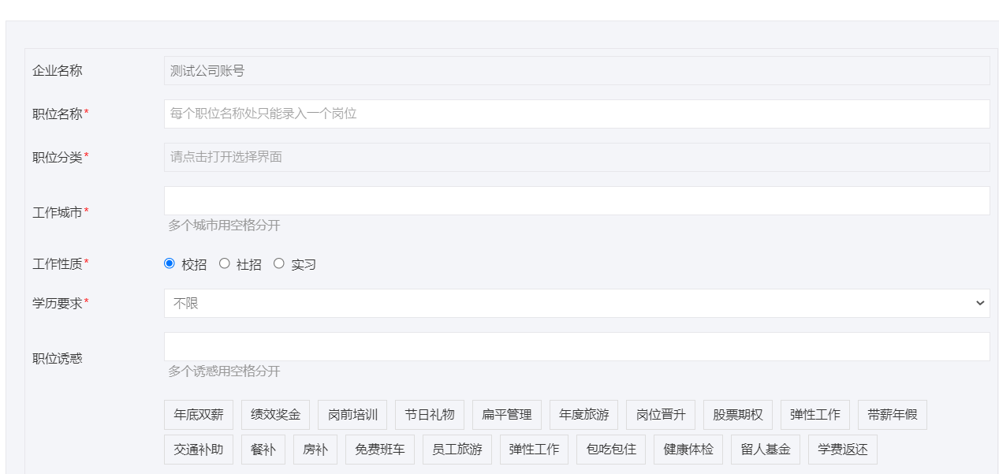 企业名称 测试公司账号
职位名称* 每个职位名称处只能录入一个岗位
职位分类* 请点击打开选择界面
工作城市*
多个城市用空格分开
工作性质* 校招 社招 实习
学历要求* 不限
职位诱惑
多个诱惑用空格分开
年底双薪 绩效奖金 岗前培训 节日礼物 扁平管理 年度旅游 岗位晋升 股票期权 弹性工作 带薪年假
交通补助 餐补 房补 免费班车 员工旅游 弹性工作 包吃包住 健康体检 留人基金 学费返还